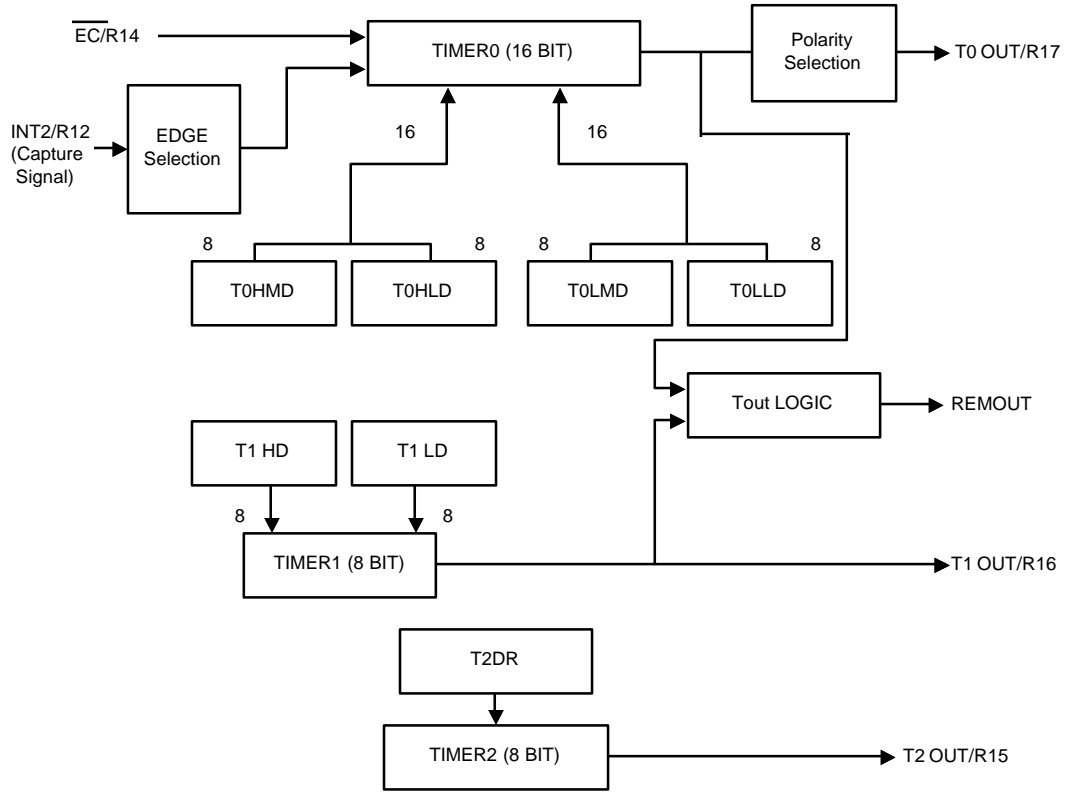 EC/R14
TIMER0 (16 BIT)
Polarity
Selection
T0 OUT/R17
INT2/R12
(Capture
Signal)
EDGE
Selection
16
16
8
8
8
8
T0HMD
T0HLD
T0LMD
T0LLD
Tout LOGIC
REMOUT
T1 HD
T1 LD
8
8
TIMER1 (8 BIT)
T1 OUT/R16
T2DR
TIMER2 (8 BIT)
T2 OUT/R15